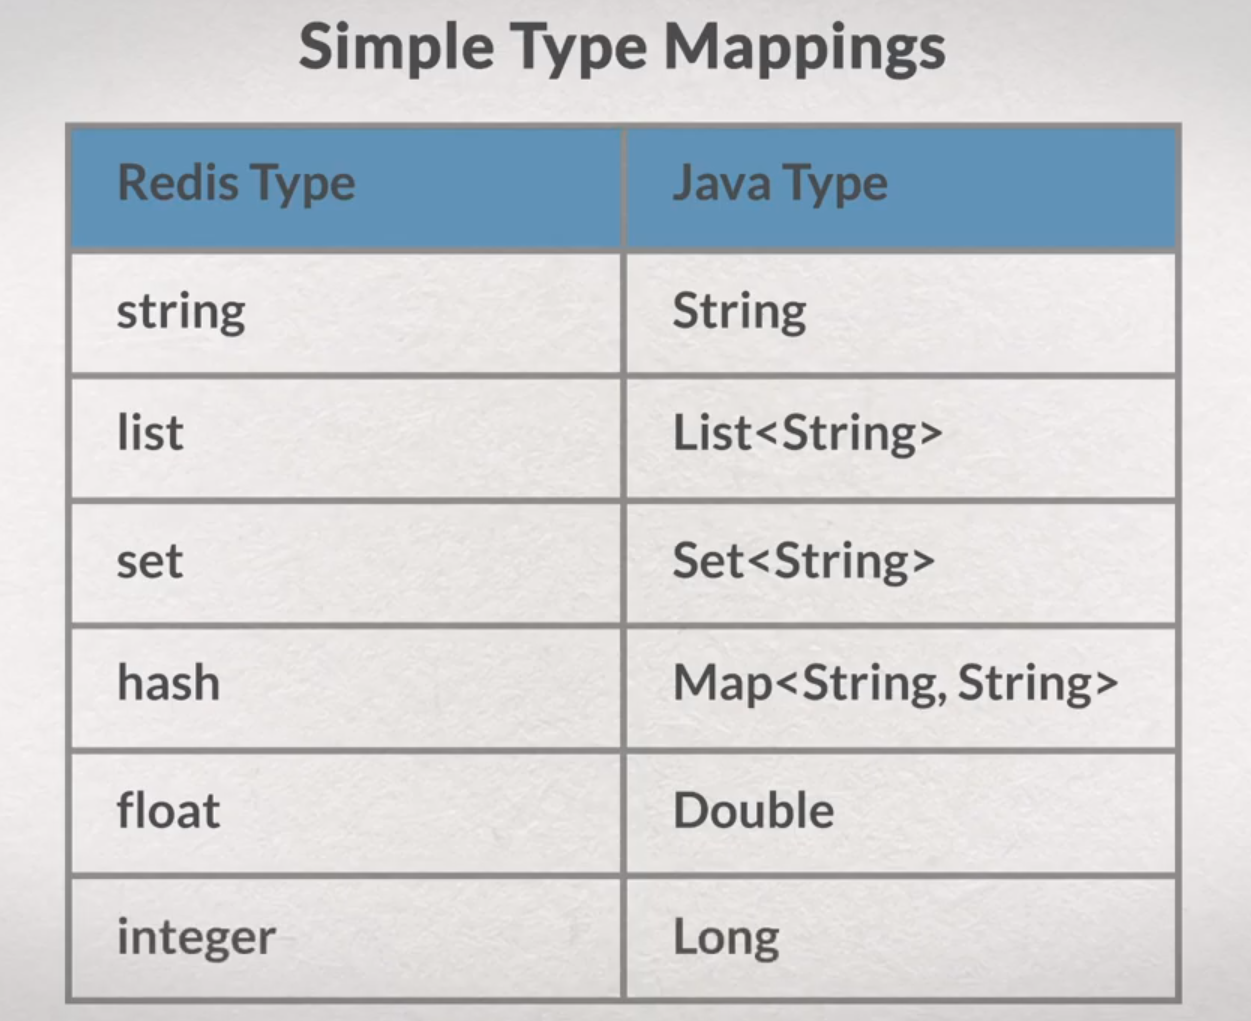 Simple Type Mappings
Redis Type Java Type
string String
list List<String>
set Set<String>
hash Map<String, String>
float Double
integer Long